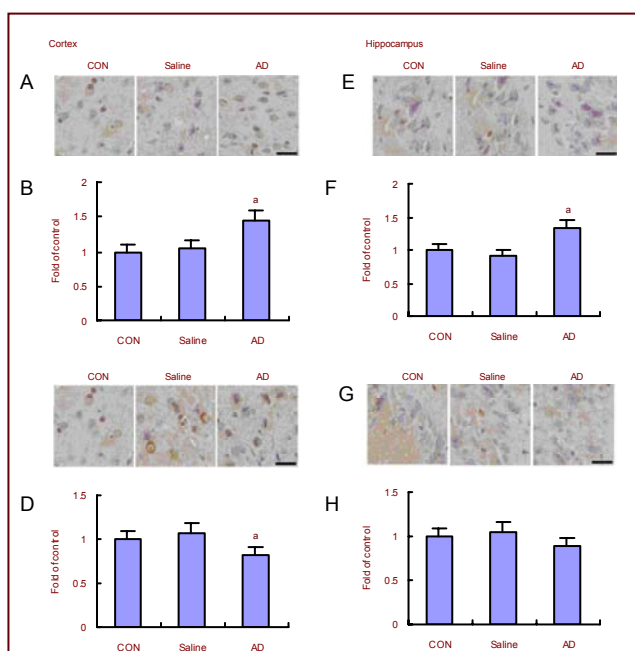 Cortex
Hippocampus
CON Saline AD
A
CON Saline AD
E
B
Fold of control
2
1.5
1
0.5
0
a
CON Saline AD
F
Fold of control
2
1.5
1
0.5
0
a
CON Saline AD
CON Saline AD
CON Saline AD
G
D
Fold of control
1.5
1
0.5
0
a
CON Saline AD
H
Fold of control
1.5
1
0.5
0
CON Saline AD